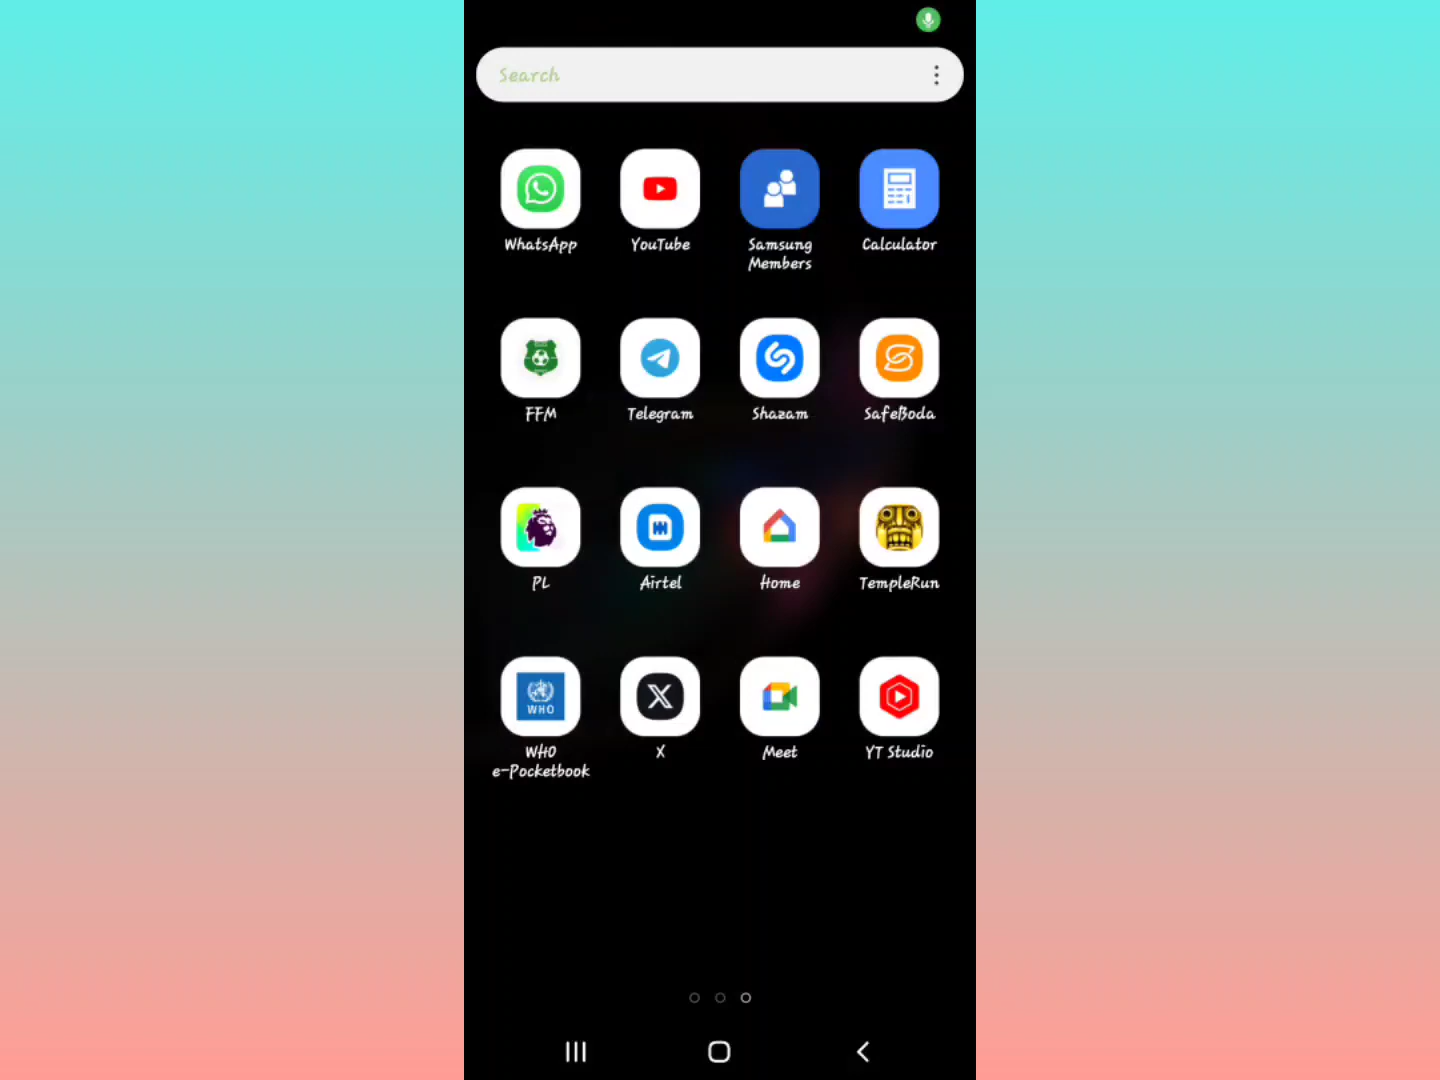 Search
WhatsApp
YouTube
Samsung
Members
Calculator
FFM
Telegram
Shazam
SafeBoda
PL
Airtel
Home
TempleRun
WHO
WHO
e-Pocketbook
X
Meet
YT Studio